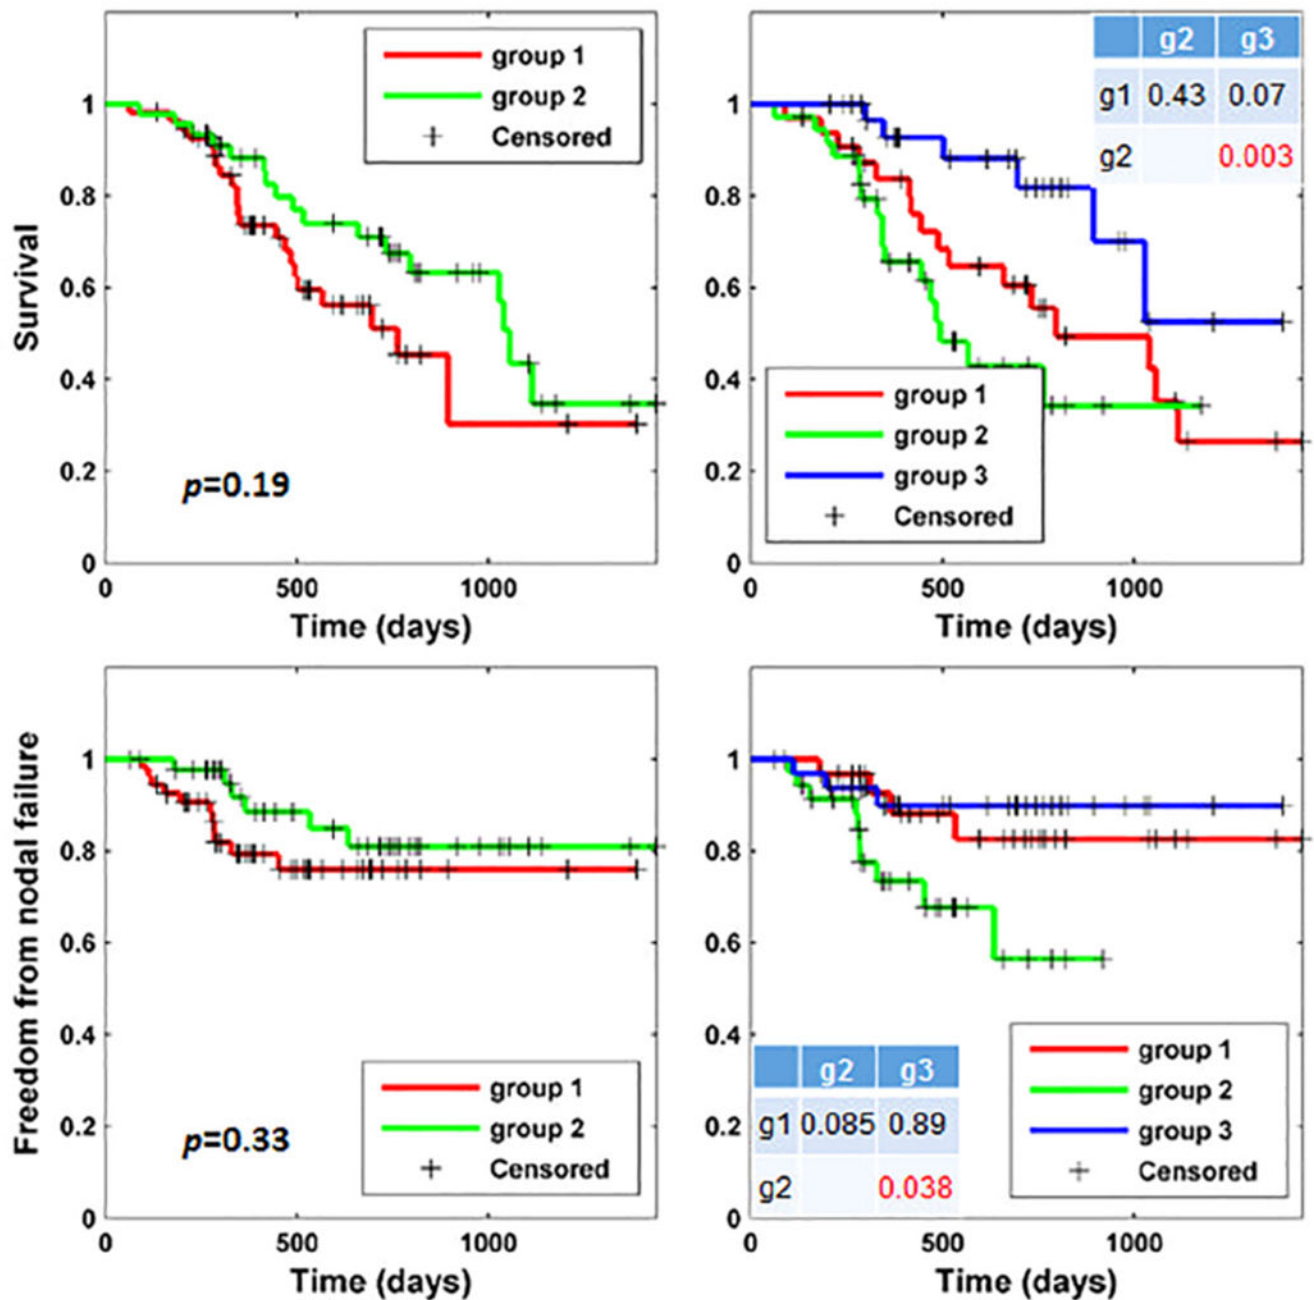 group 1
group 2
Censored
1
0.8
0.6
0.4
0.2
0
Survival
p=0.19
0 500 1000
Time (days)
g2 g3
g1 0.43 0.07
g2 0.003
1
0.8
0.6
0.4
0.2
0
group 1
group 2
group 3
Censored
0 500 1000
Time (days)
1
0.8
0.6
0.4
0.2
0
Freedom from nodal failure
p=0.33
group 1
group 2
Censored
0 500 1000
Time (days)
1
0.8
0.6
0.4
0.2
0
g2 g3
g1 0.085 0.89
g2 0.038
group 1
group 2
group 3
Censored
0 500 1000
Time (days)